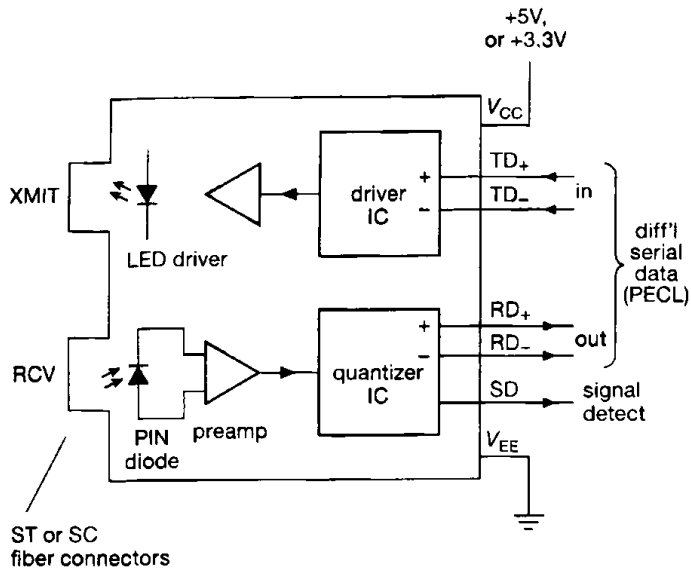 +5V,
or +3.3V
VCC
XMIT
LED driver
driver
IC
+
−
TD+
TD−
in
diff'l
serial
data
(PECL)
RCV
PIN
diode
preamp
quantizer
IC
+
−
RD+
RD−
out
SD
signal
detect
VEE
ST or SC
fiber connectors